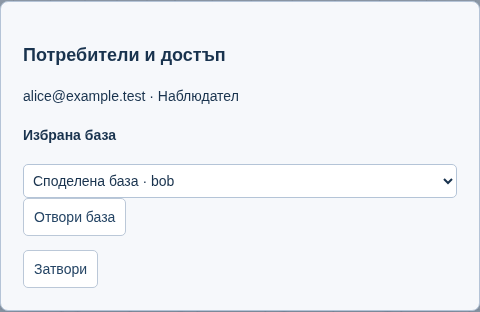 Потребители и достъп
alice@example.test · Наблюдател
Избрана база
Споделена база · bob
Отвори база
Затвори